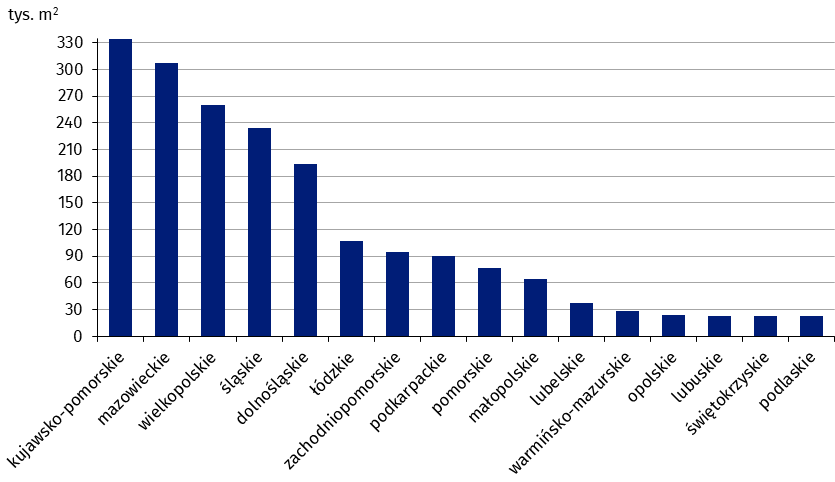 tys. m²
330
300
270
240
210
180
150
120
90
60
30
0
kujawsko-pomorskie
mazowieckie
wielkopolskie
śląskie
dolnośląskie
łódzkie
zachodniopomorskie
podkarpackie
pomorskie
małopolskie
lubelskie
warmińsko-mazurskie
opolskie
lubuskie
świętokrzyskie
podlaskie